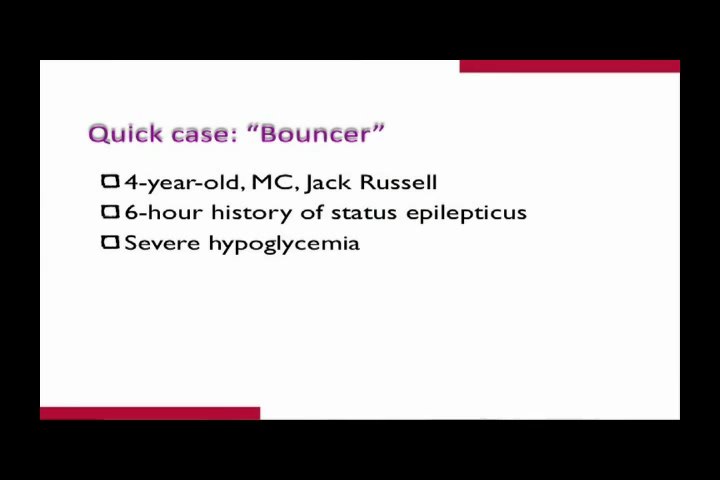 Quick case: “Bouncer”
4-year-old, MC, Jack Russell
6-hour history of status epilepticus
Severe hypoglycemia